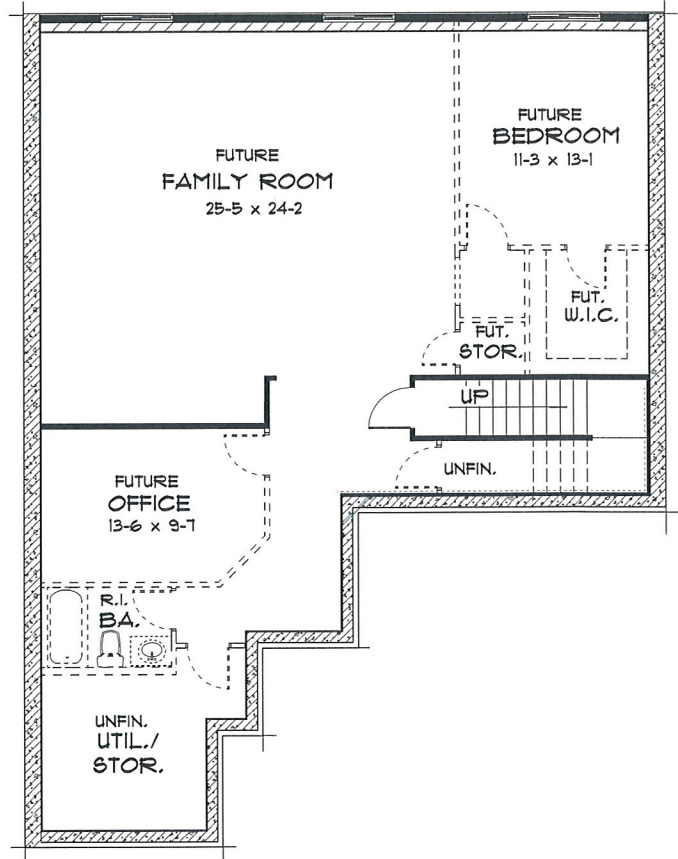 FUTURE
FAMILY ROOM
25-5 x 24-2
FUTURE
BEDROOM
11-3 x 13-1
FUT.
W.I.C.
FUT.
STOR.
UP
UNFIN.
FUTURE
OFFICE
13-6 x 9-7
R.I.
BA.
UNFIN.
UTIL./
STOR.